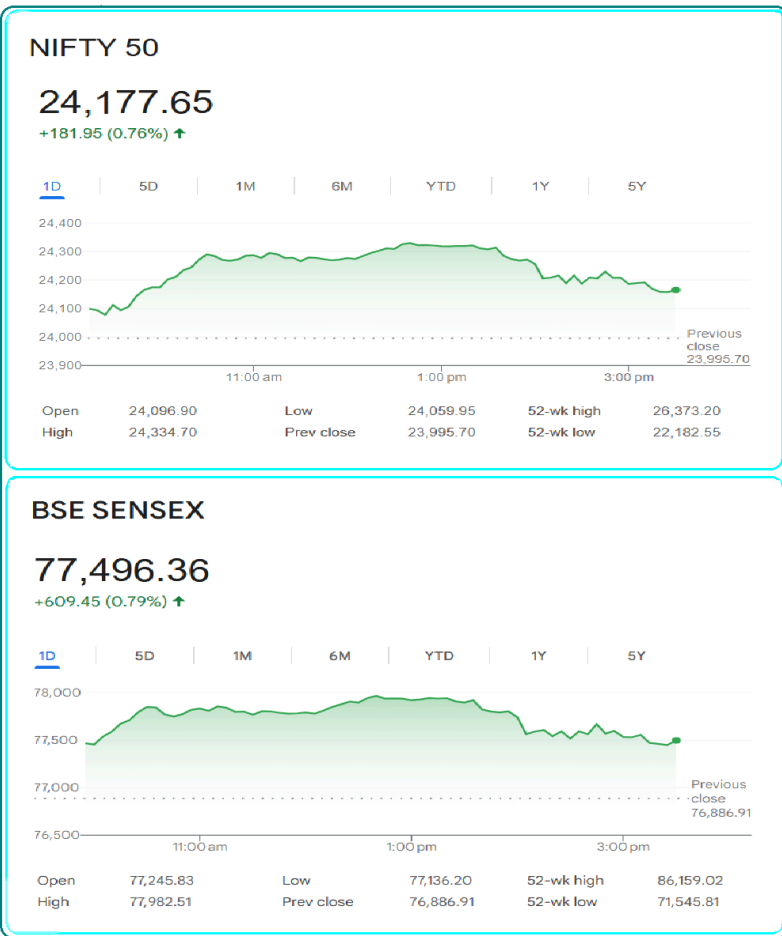 NIFTY 50
24,177.65
+181.95 (0.76%) ↑
1D 5D 1M 6M YTD 1Y 5Y
24,400
24,300
24,200
24,100
24,000
23,900
Previous
close
23,995.70
11:00 am 1:00 pm 3:00 pm
Open 24,096.90 Low 24,059.95 52-wk high 26,373.20
High 24,334.70 Prev close 23,995.70 52-wk low 22,182.55
BSE SENSEX
77,496.36
+609.45 (0.79%) ↑
1D 5D 1M 6M YTD 1Y 5Y
78,000
77,500
77,000
76,500
Previous
close
76,886.91
11:00 am 1:00 pm 3:00 pm
Open 77,245.83 Low 77,136.20 52-wk high 86,159.02
High 77,982.51 Prev close 76,886.91 52-wk low 71,545.81